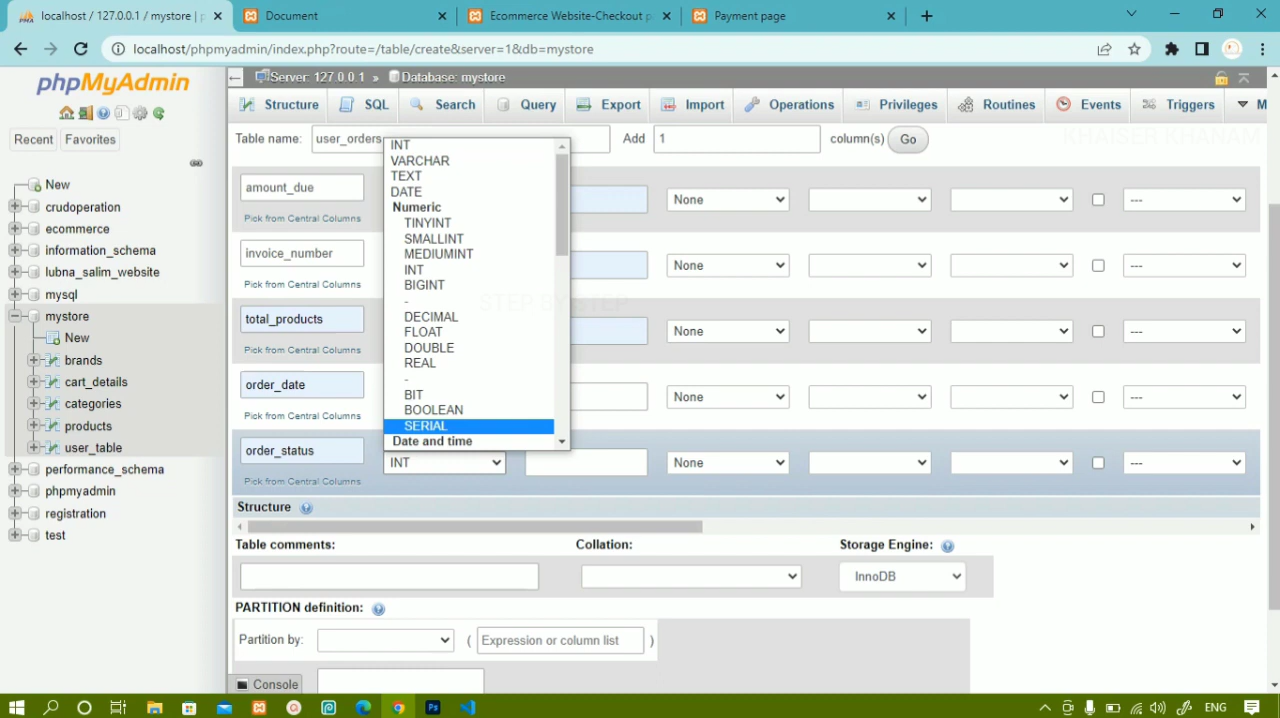 localhost / 127.0.0.1 / mystore | p
Document
Ecommerce Website-Checkout p
Payment page
localhost/phpmyadmin/index.php?route=/table/create&server=1&db=mystore
phpMyAdmin
Recent
Favorites
New
crudoperation
ecommerce
information_schema
lubna_salim_website
mysql
mystore
New
brands
cart_details
categories
products
user_table
performance_schema
phpmyadmin
registration
test
Server: 127.0.0.1 » Database: mystore
Structure
SQL
Search
Query
Export
Import
Operations
Privileges
Routines
Events
Triggers
M
Table name: user_orders Add 1 column(s) Go
KHAISER KHANAM
STEP BY STEP
amount_due
None
---
Pick from Central Columns
invoice_number
None
---
Pick from Central Columns
total_products
None
---
Pick from Central Columns
order_date
None
---
Pick from Central Columns
order_status
INT
None
---
Pick from Central Columns
INT
VARCHAR
TEXT
DATE
Numeric
TINYINT
SMALLINT
MEDIUMINT
INT
BIGINT
-
DECIMAL
FLOAT
DOUBLE
REAL
-
BIT
BOOLEAN
SERIAL
Date and time
Structure
Table comments:
Collation:
Storage Engine:
InnoDB
PARTITION definition:
Partition by:
( Expression or column list )
Console
ENG